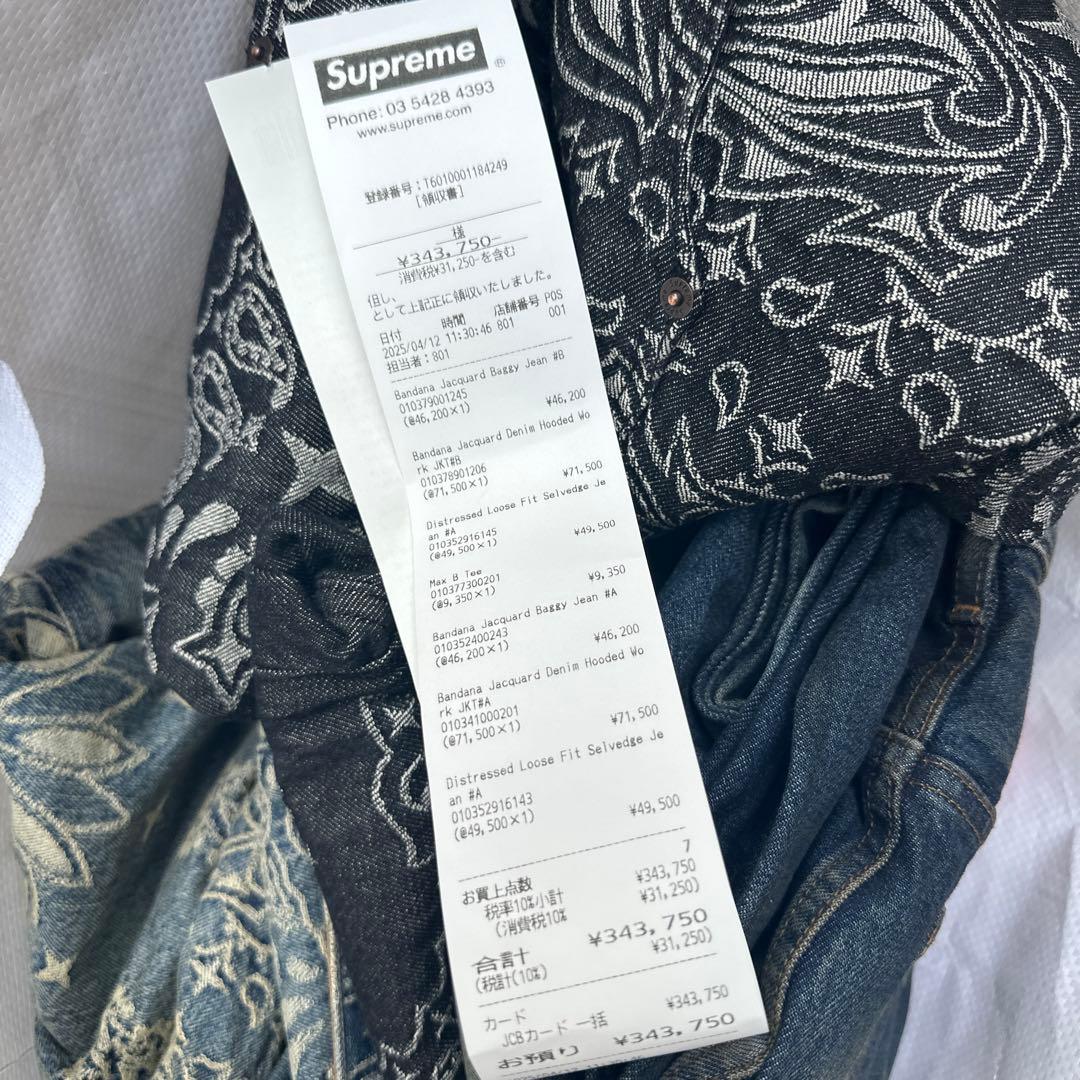 Supreme®
Phone: 03 5428 4393
www.supreme.com
登録番号：T6010001184249
[領収書]
様
¥343,750-
消費税¥31,250-を含む
但し、
として上記正に領収いたしました。
日付 時間 店舗番号 POS
2025/04/12 11:30:46 801 001
担当者：801
Bandana Jacquard Baggy Jean #B
010379001245
(@46,200×1) ¥46,200
Bandana Jacquard Denim Hooded Wo
rk JKT#B
010378901206
(@71,500×1) ¥71,500
Distressed Loose Fit Selvedge Je
an #A
010352916145
(@49,500×1) ¥49,500
Max B Tee
010377300201
(@9,350×1) ¥9,350
Bandana Jacquard Baggy Jean #A
010352400243
(@46,200×1) ¥46,200
Bandana Jacquard Denim Hooded Wo
rk JKT#A
010341000201
(@71,500×1) ¥71,500
Distressed Loose Fit Selvedge Je
an #A
010352916143
(@49,500×1) ¥49,500
お買上点数 7
税率10%小計 ¥343,750
(消費税10% ¥31,250)
合計 ¥343,750
(税計(10%) ¥31,250)
カード ¥343,750
JCBカード 一括
お預り ¥343,750